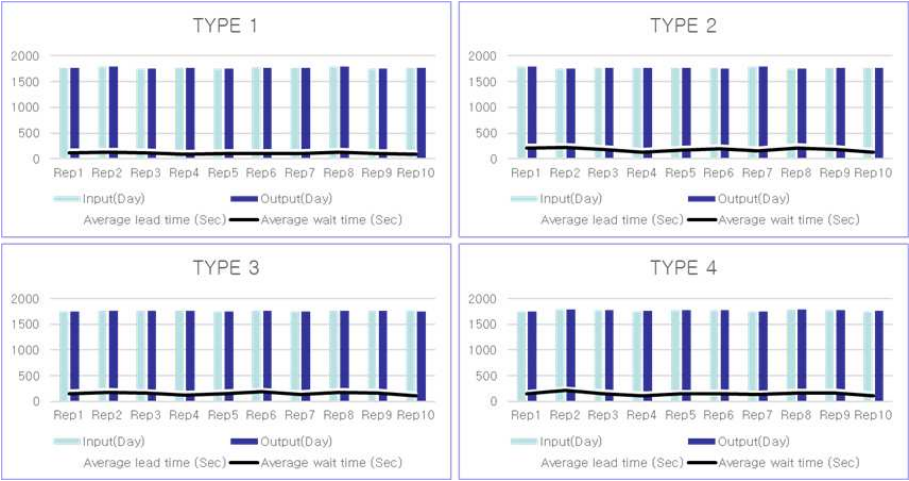 TYPE 1
2000
1500
1000
500
0
Rep1 Rep2 Rep3 Rep4 Rep5 Rep6 Rep7 Rep8 Rep9 Rep10
Input(Day) Output(Day)
Average lead time (Sec) Average wait time (Sec)
TYPE 2
2000
1500
1000
500
0
Rep1 Rep2 Rep3 Rep4 Rep5 Rep6 Rep7 Rep8 Rep9 Rep10
Input(Day) Output(Day)
Average lead time (Sec) Average wait time (Sec)
TYPE 3
2000
1500
1000
500
0
Rep1 Rep2 Rep3 Rep4 Rep5 Rep6 Rep7 Rep8 Rep9 Rep10
Input(Day) Output(Day)
Average lead time (Sec) Average wait time (Sec)
TYPE 4
2000
1500
1000
500
0
Rep1 Rep2 Rep3 Rep4 Rep5 Rep6 Rep7 Rep8 Rep9 Rep10
Input(Day) Output(Day)
Average lead time (Sec) Average wait time (Sec)